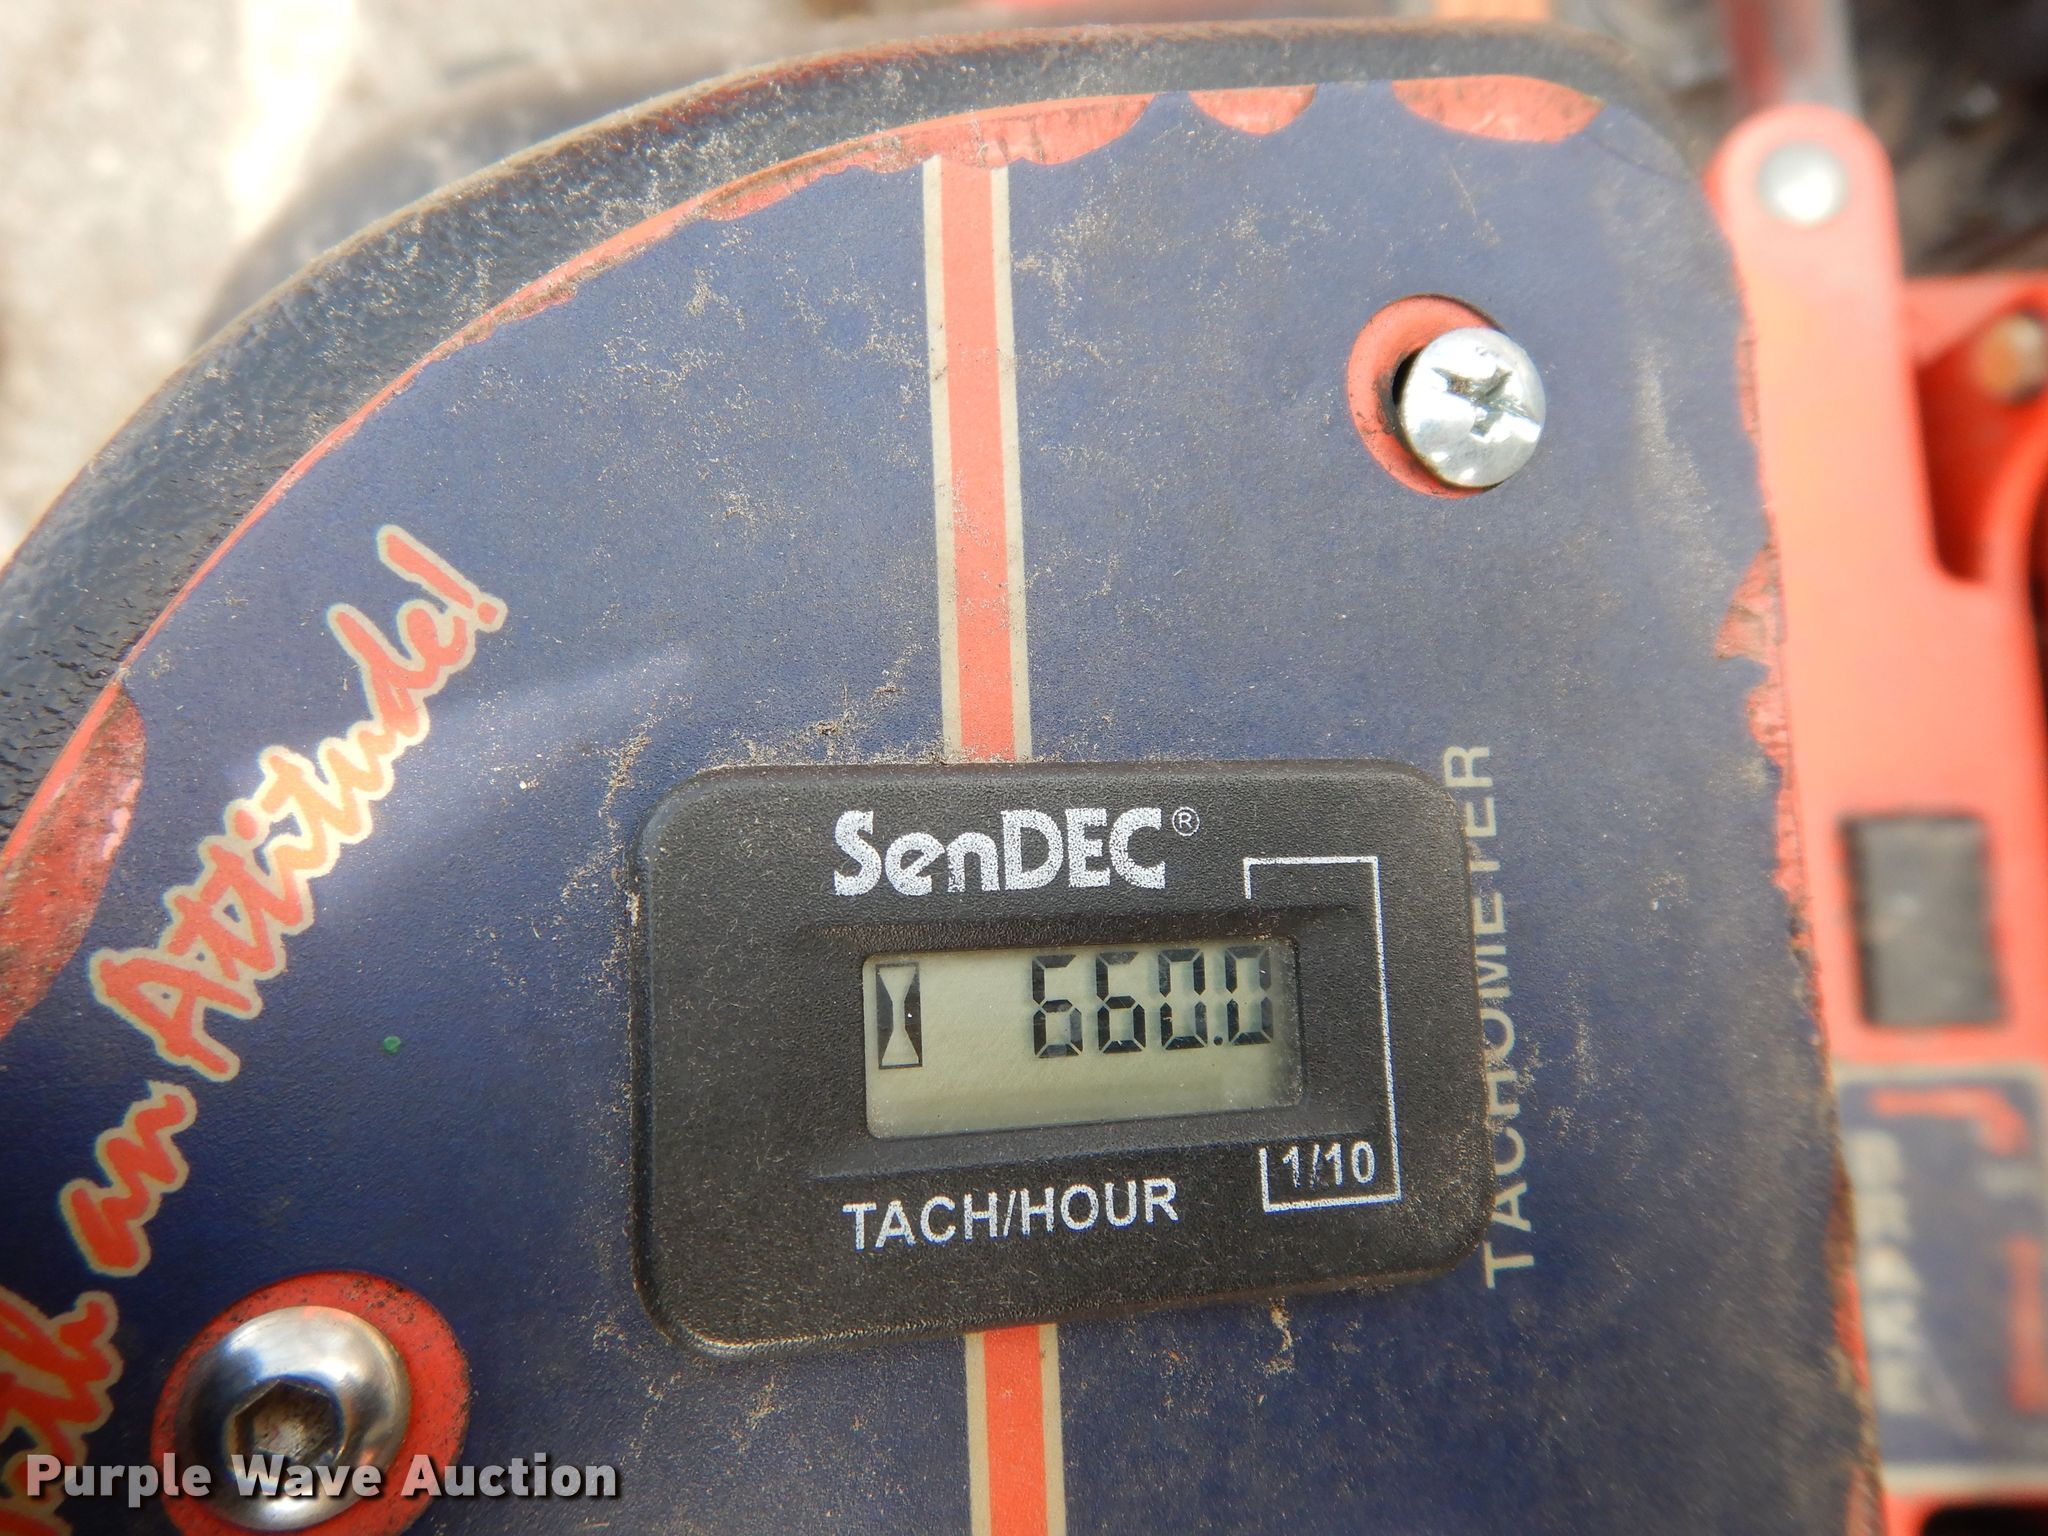 SenDEC®
660.0
1/10
TACH/HOUR
TACHOMETER
an Attitude!
Purple Wave Auction